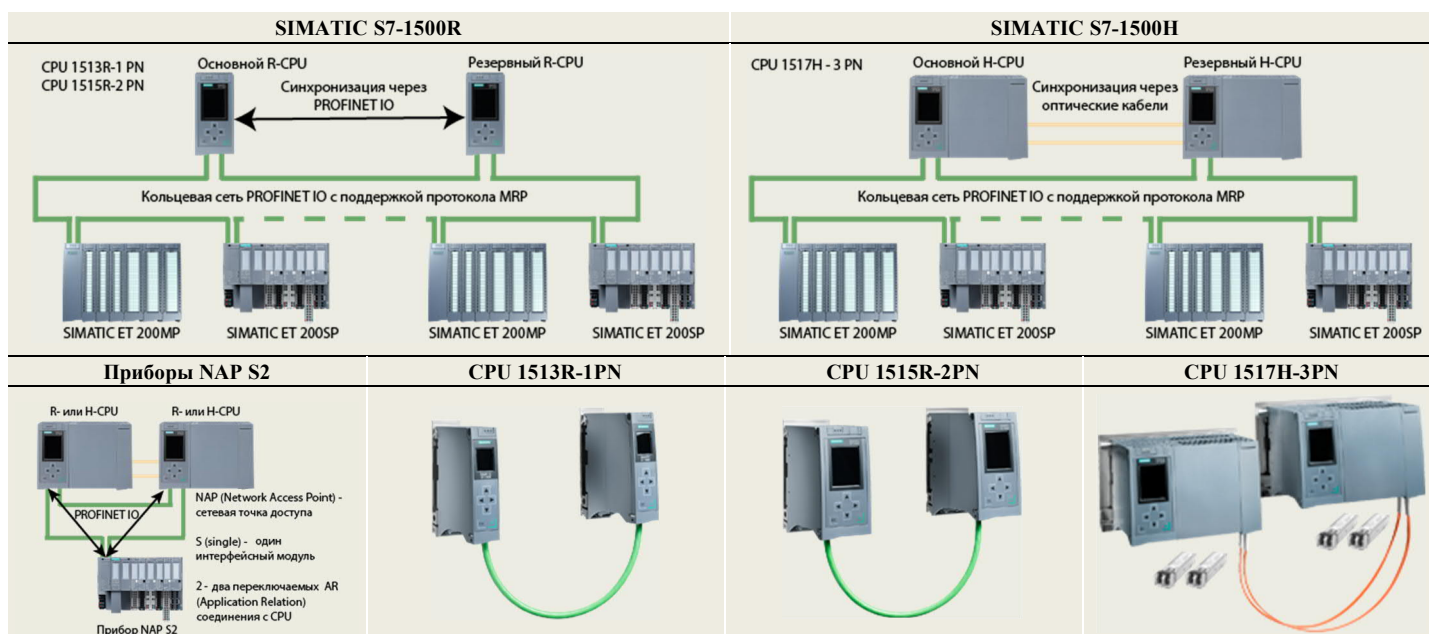 SIMATIC S7-1500R
CPU 1513R-1 PN
CPU 1515R-2 PN
Основной R-CPU
Резервный R-CPU
Синхронизация через
PROFINET IO
Кольцевая сеть PROFINET IO с поддержкой протокола MRP
SIMATIC ET 200MP
SIMATIC ET 200SP
SIMATIC ET 200MP
SIMATIC ET 200SP
SIMATIC S7-1500H
CPU 1517H - 3 PN
Основной H-CPU
Резервный H-CPU
Синхронизация через
оптические кабели
Кольцевая сеть PROFINET IO с поддержкой протокола MRP
SIMATIC ET 200MP
SIMATIC ET 200SP
SIMATIC ET 200MP
SIMATIC ET 200SP
Приборы NAP S2
R- или H-CPU
R- или H-CPU
PROFINET IO
NAP (Network Access Point) -
сетевая точка доступа
S (single) - один
интерфейсный модуль
2 - два переключаемых AR
(Application Relation)
соединения с CPU
Прибор NAP S2
CPU 1513R-1PN
CPU 1515R-2PN
CPU 1517H-3PN